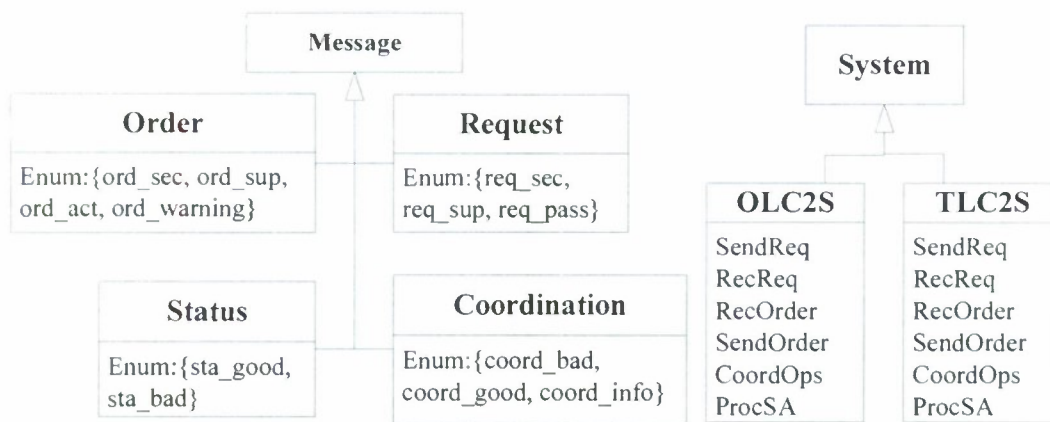 Message
Order
Enum:{ord_sec, ord_sup,
ord_act, ord_warning}
Request
Enum:{req_sec,
req_sup, req_pass}
Status
Enum:{sta_good,
sta_bad}
Coordination
Enum:{coord_bad,
coord_good, coord_info}
System
OLC2S
SendReq
RecReq
RecOrder
SendOrder
CoordOps
ProcSA
TLC2S
SendReq
RecReq
RecOrder
SendOrder
CoordOps
ProcSA